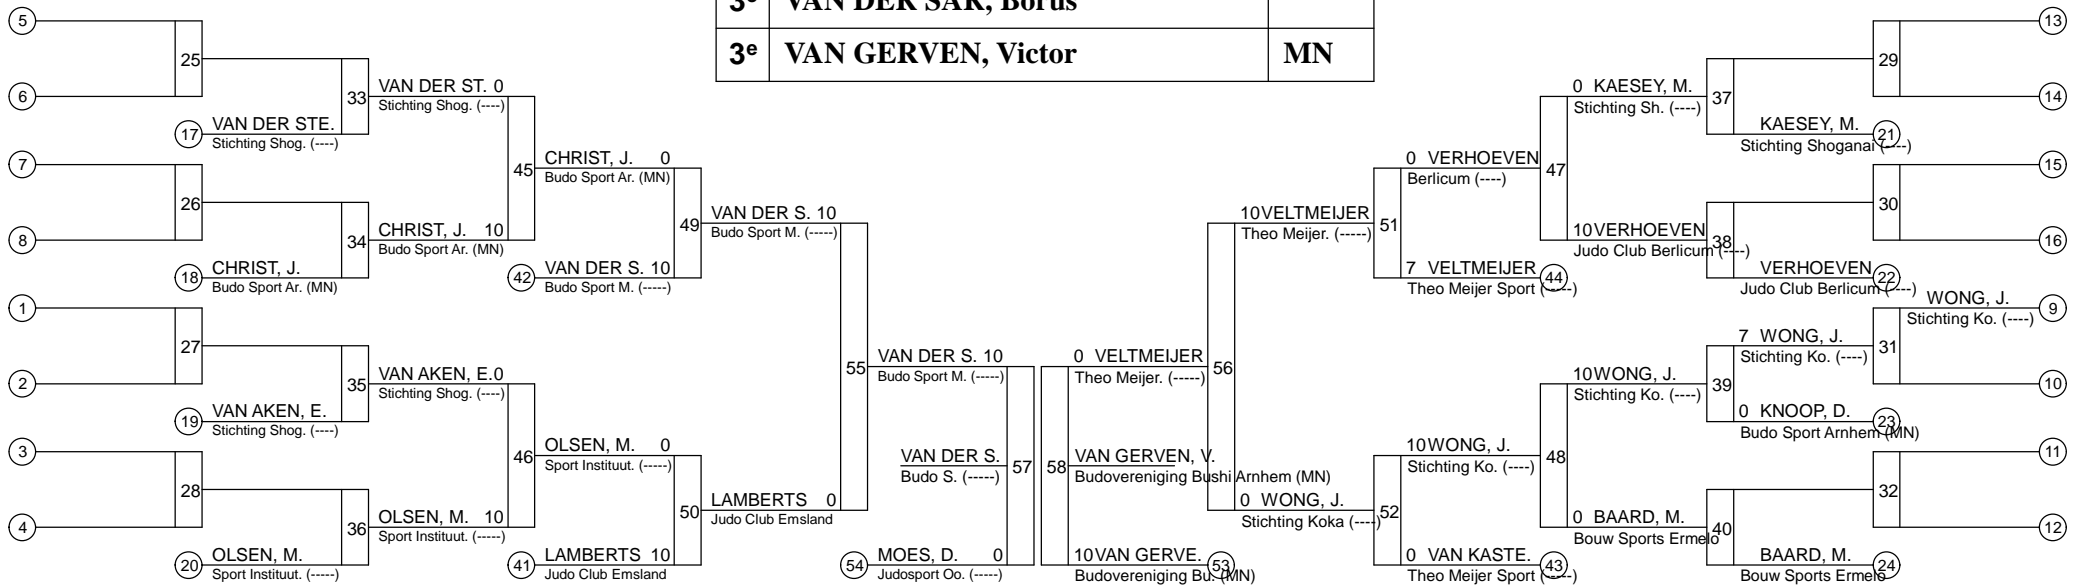 3e VAN DER SAR, Borus
3e VAN GERVEN, Victor MN
5
25
6
33
VAN DER ST. 0
Stichting Shog. (----)
17 VAN DER STE.
Stichting Shog. (----)
7
45
CHRIST, J. 0
Budo Sport Ar. (MN)
26
8
34
CHRIST, J. 10
Budo Sport Ar. (MN)
18 CHRIST, J.
Budo Sport Ar. (MN)
49
VAN DER S. 10
Budo Sport M. (-----)
42 VAN DER S. 10
Budo Sport M. (-----)
1
27
2
35
VAN AKEN, E.0
Stichting Shog. (----)
19 VAN AKEN, E.
Stichting Shog. (----)
3
46
OLSEN, M. 0
Sport Instituut. (-----)
28
4
36
OLSEN, M. 10
Sport Instituut. (-----)
20 OLSEN, M.
Sport Instituut. (-----)
50
LAMBERTS 0
Judo Club Emsland
41 LAMBERTS 10
Judo Club Emsland
55
VAN DER S. 10
Budo Sport M. (-----)
VAN DER S.
Budo S. (-----)
57
54 MOES, D. 0
Judosport Oo. (-----)
0 VELTMEIJER
Theo Meijer. (-----)
56
58
VAN GERVEN, V.
Budovereniging Bushi Arnhem (MN)
10 VAN GERVE. 53
Budovereniging Bu. (MN)
10 VELTMEIJER
Theo Meijer. (-----)
51
0 VERHOEVEN
Berlicum (----)
7 VELTMEIJER 44
Theo Meijer Sport (-----)
0 WONG, J.
Stichting Koka (----)
52
10 WONG, J.
Stichting Ko. (----)
0 VAN KASTE. 43
Theo Meijer Sport (-----)
47
0 KAESEY, M.
Stichting Sh. (----)
37
KAESEY, M. 21
Stichting Shoganai (----)
29
13
14
10 VERHOEVEN
Judo Club Berlicum (----)
38
VERHOEVEN 22
Judo Club Berlicum (----)
30
15
16
48
10 WONG, J.
Stichting Ko. (----)
39
7 WONG, J.
Stichting Ko. (----)
31
WONG, J. 9
Stichting Ko. (----)
10
0 KNOOP, D. 23
Budo Sport Arnhem (MN)
0 BAARD, M.
Bouw Sports Ermelo
40
32
11
12
BAARD, M. 24
Bouw Sports Ermelo